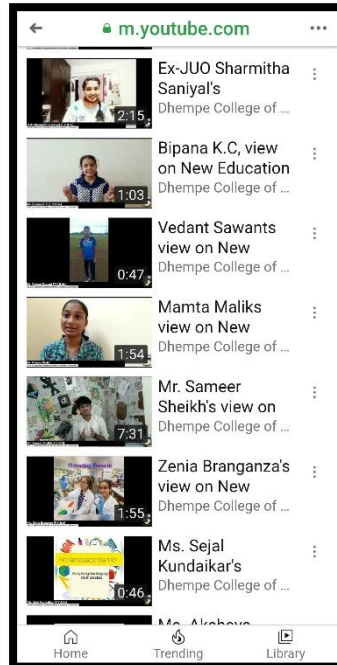 m.youtube.com
Ex-JUO Sharmitha
Saniyal's
Dhempe College of ...
2:15
Bipana K.C, view
on New Education
Dhempe College of ...
1:03
Vedant Sawants
view on New
Dhempe College of ...
0:47
Mamta Maliks
view on New
Dhempe College of ...
1:54
Mr. Sameer
Sheikh's view on
Dhempe College of ...
7:31
Zenia Branganza's
view on New
Dhempe College of ...
1:55
Ms. Sejal
Kundaikar's
Dhempe College of ...
No language barrier
0:46
Home
Trending
Library